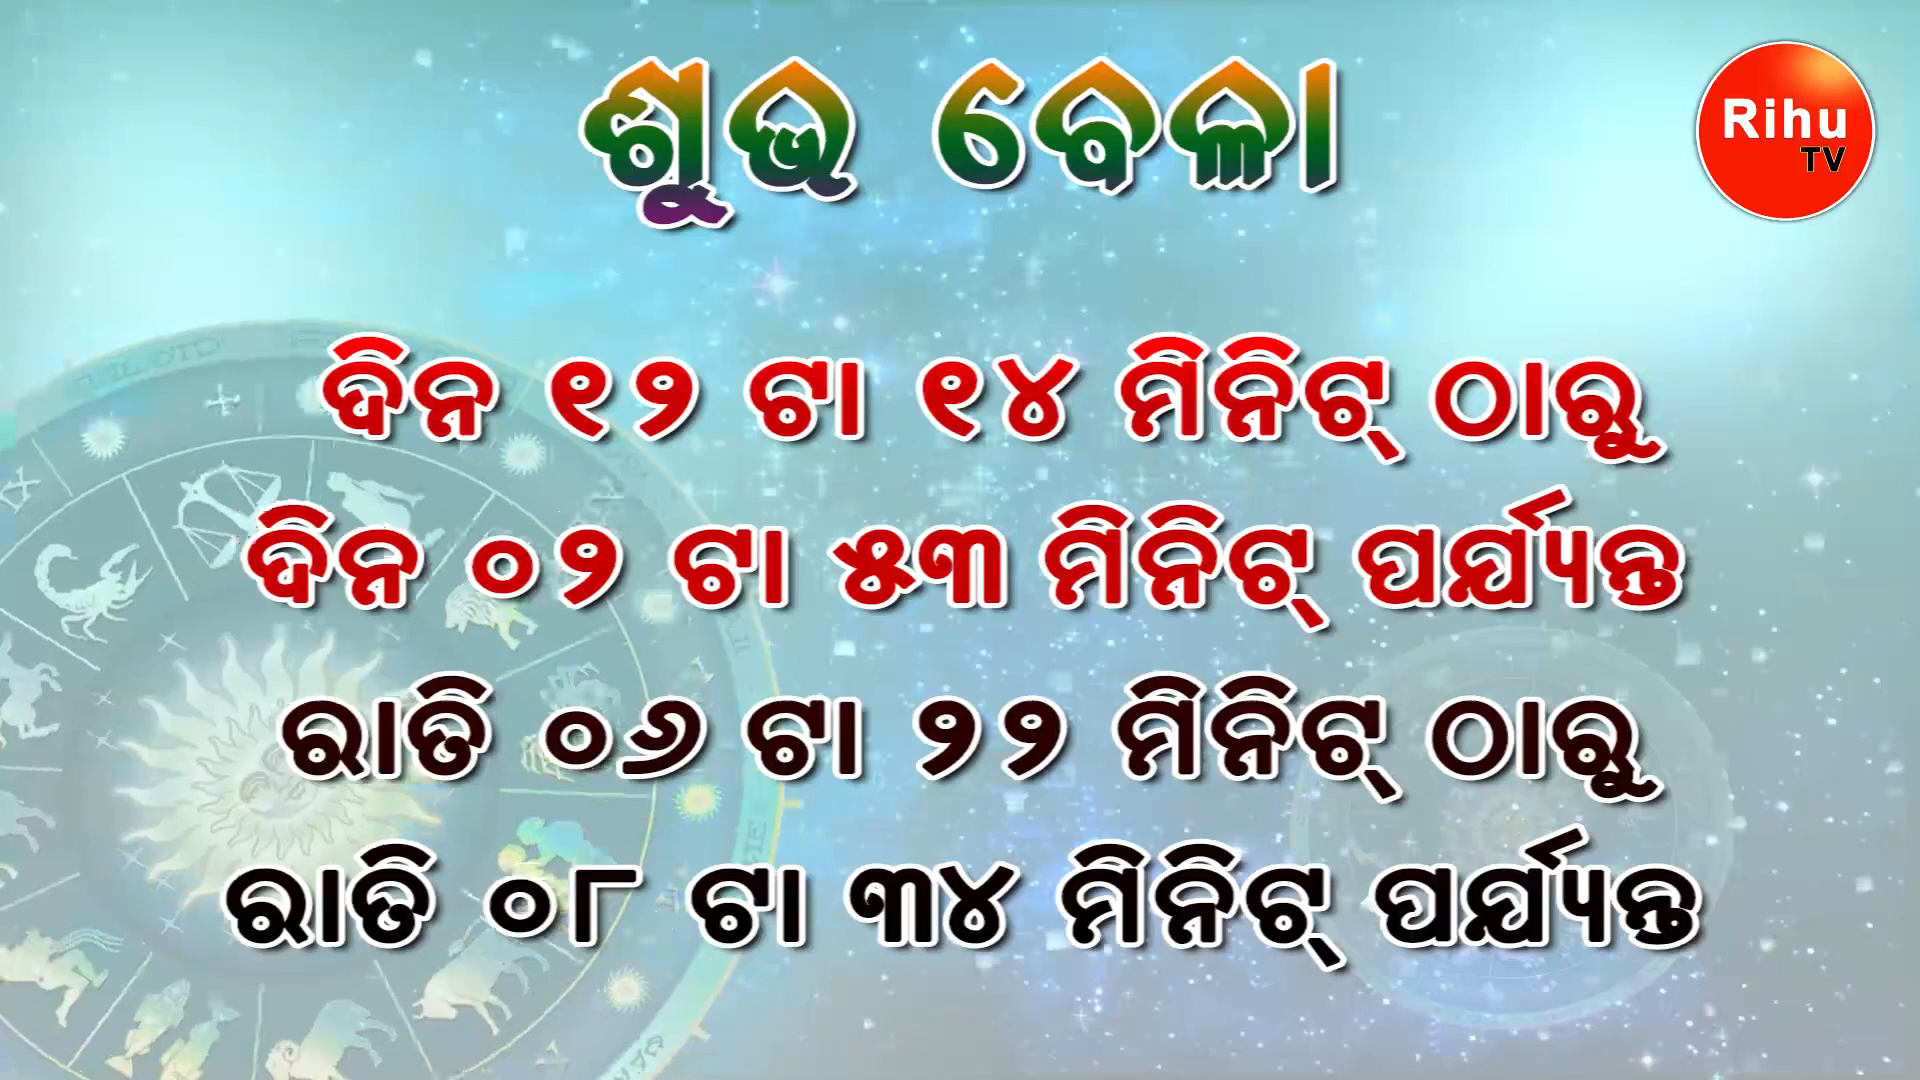 ଶୁଭ ବେଳା
Rihu
TV
ଦିନ ୧୨ ଟା ୧୪ ମିନିଟ୍ ଠାରୁ
ଦିନ ୦୨ ଟା ୫୩ ମିନିଟ୍ ପର୍ଯ୍ୟନ୍ତ
ରାତି ୦୬ ଟା ୨୨ ମିନିଟ୍ ଠାରୁ
ରାତି ୦୮ ଟା ୩୪ ମିନିଟ୍ ପର୍ଯ୍ୟନ୍ତ